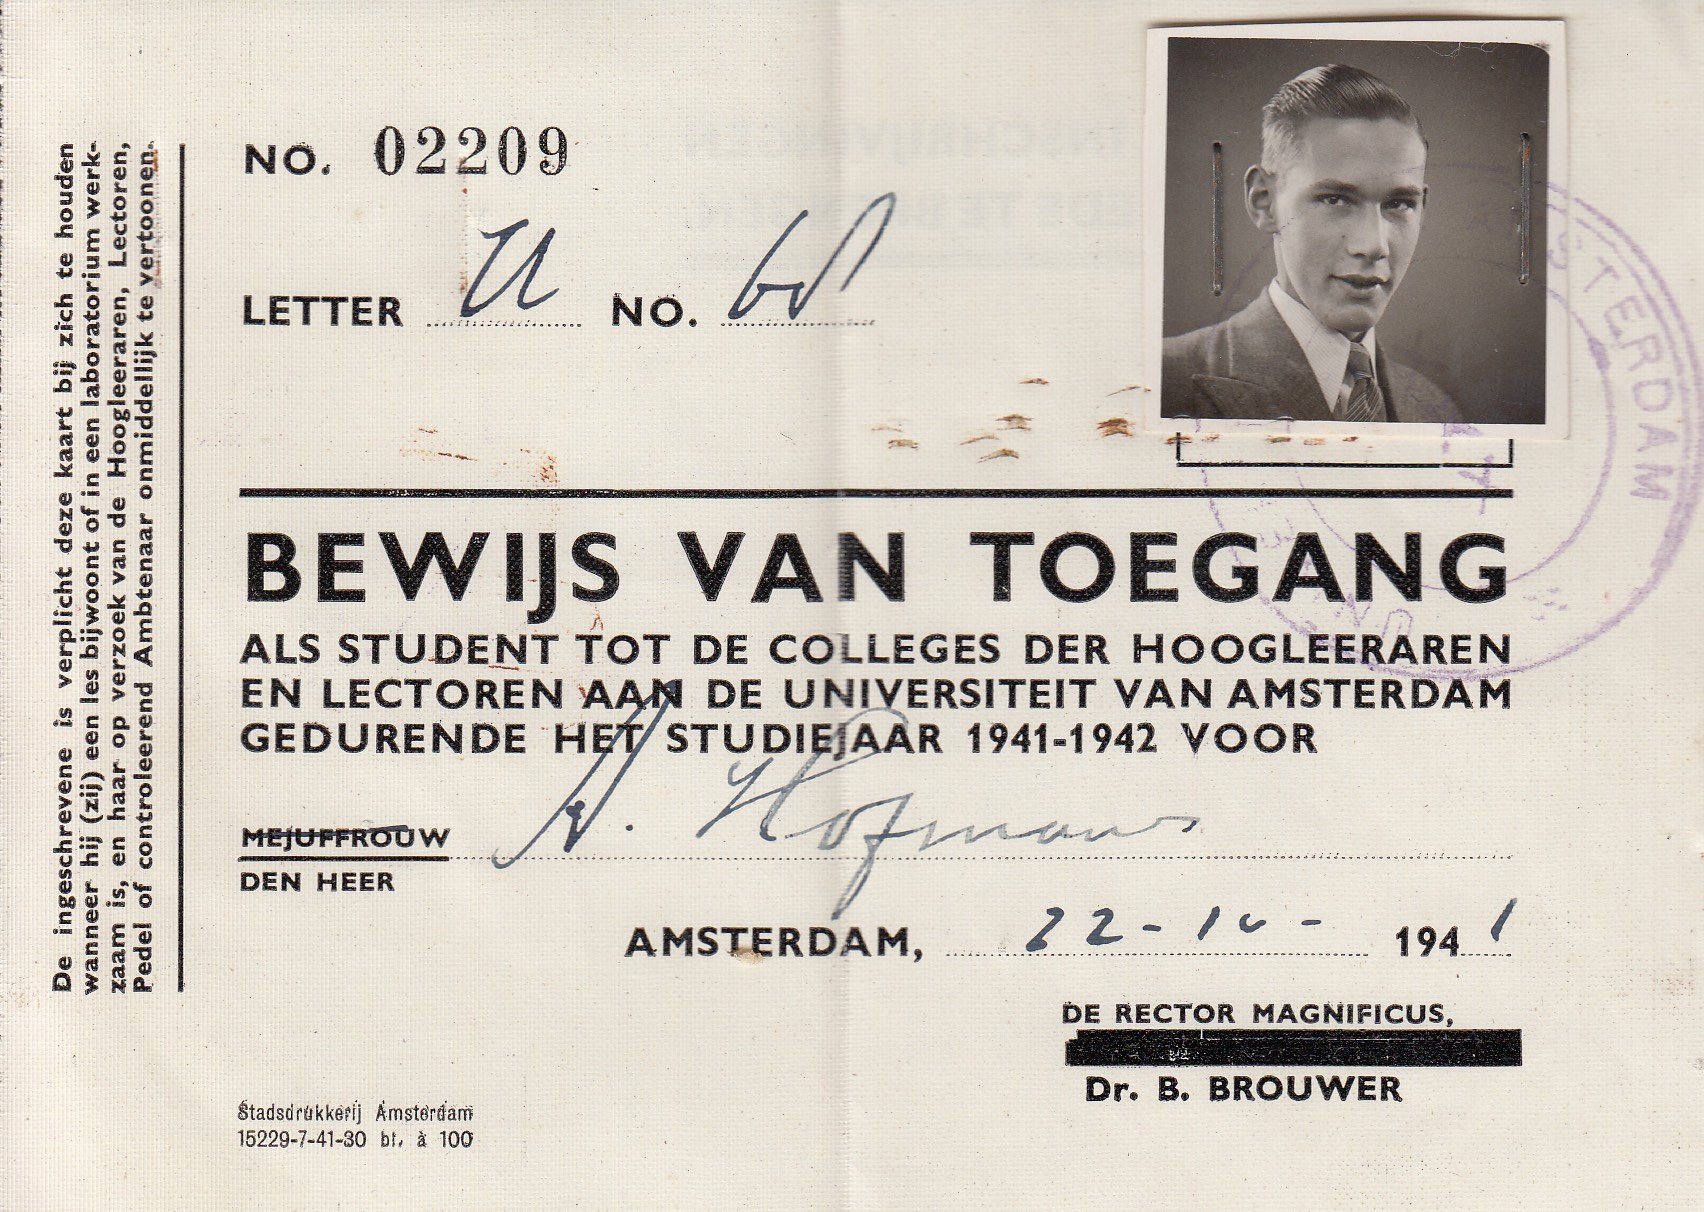 De ingeschrevene is verplicht deze kaart bij zich te houden
wanneer hij (zij) een les bijwoont of in een laboratorium werk-
zaam is, en haar op verzoek van de Hoogleeraren, Lectoren,
Pedel of controleerend Ambtenaar onmiddellijk te vertoonen.
NO. 02209
LETTER U NO. 68
BEWIJS VAN TOEGANG
ALS STUDENT TOT DE COLLEGES DER HOOGLEERAREN
EN LECTOREN AAN DE UNIVERSITEIT VAN AMSTERDAM
GEDURENDE HET STUDIEJAAR 1941-1942 VOOR
MEJUFFROUW
Hofmans
DEN HEER
AMSTERDAM, 22-10- 1941
DE RECTOR MAGNIFICUS,
Dr. B. BROUWER
Stadsdrukkerij Amsterdam
15229-7-41-30 bl. à 100
STERDAM